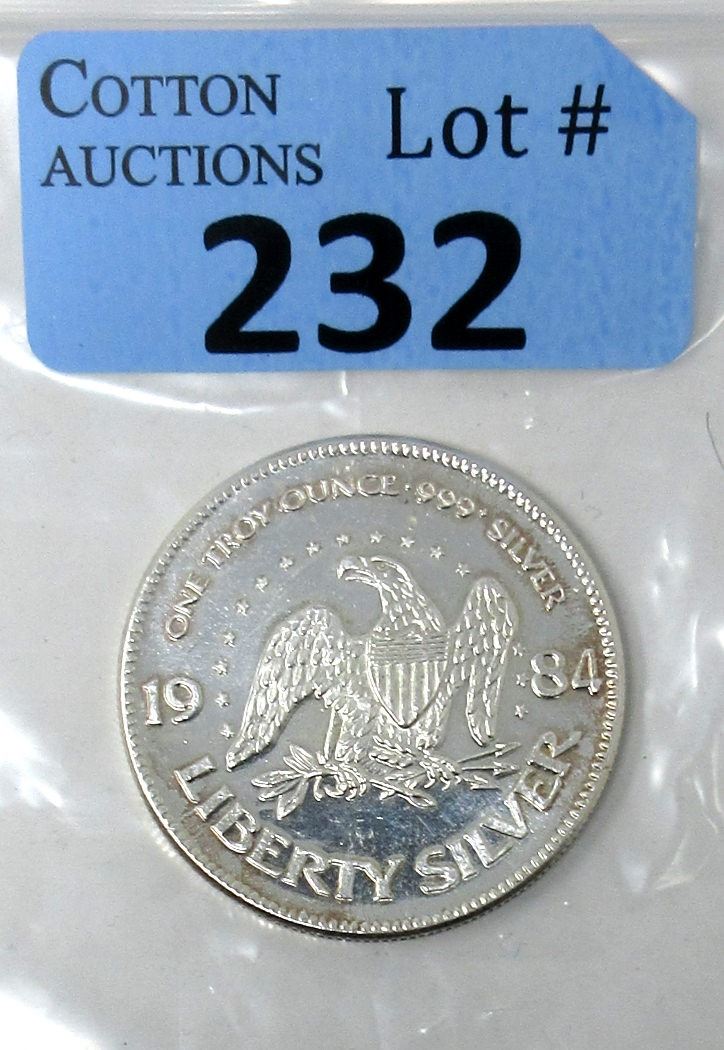 COTTON
AUCTIONS
Lot #
232
ONE TROY OUNCE .999+ SILVER
19 84
LIBERTY SILVER